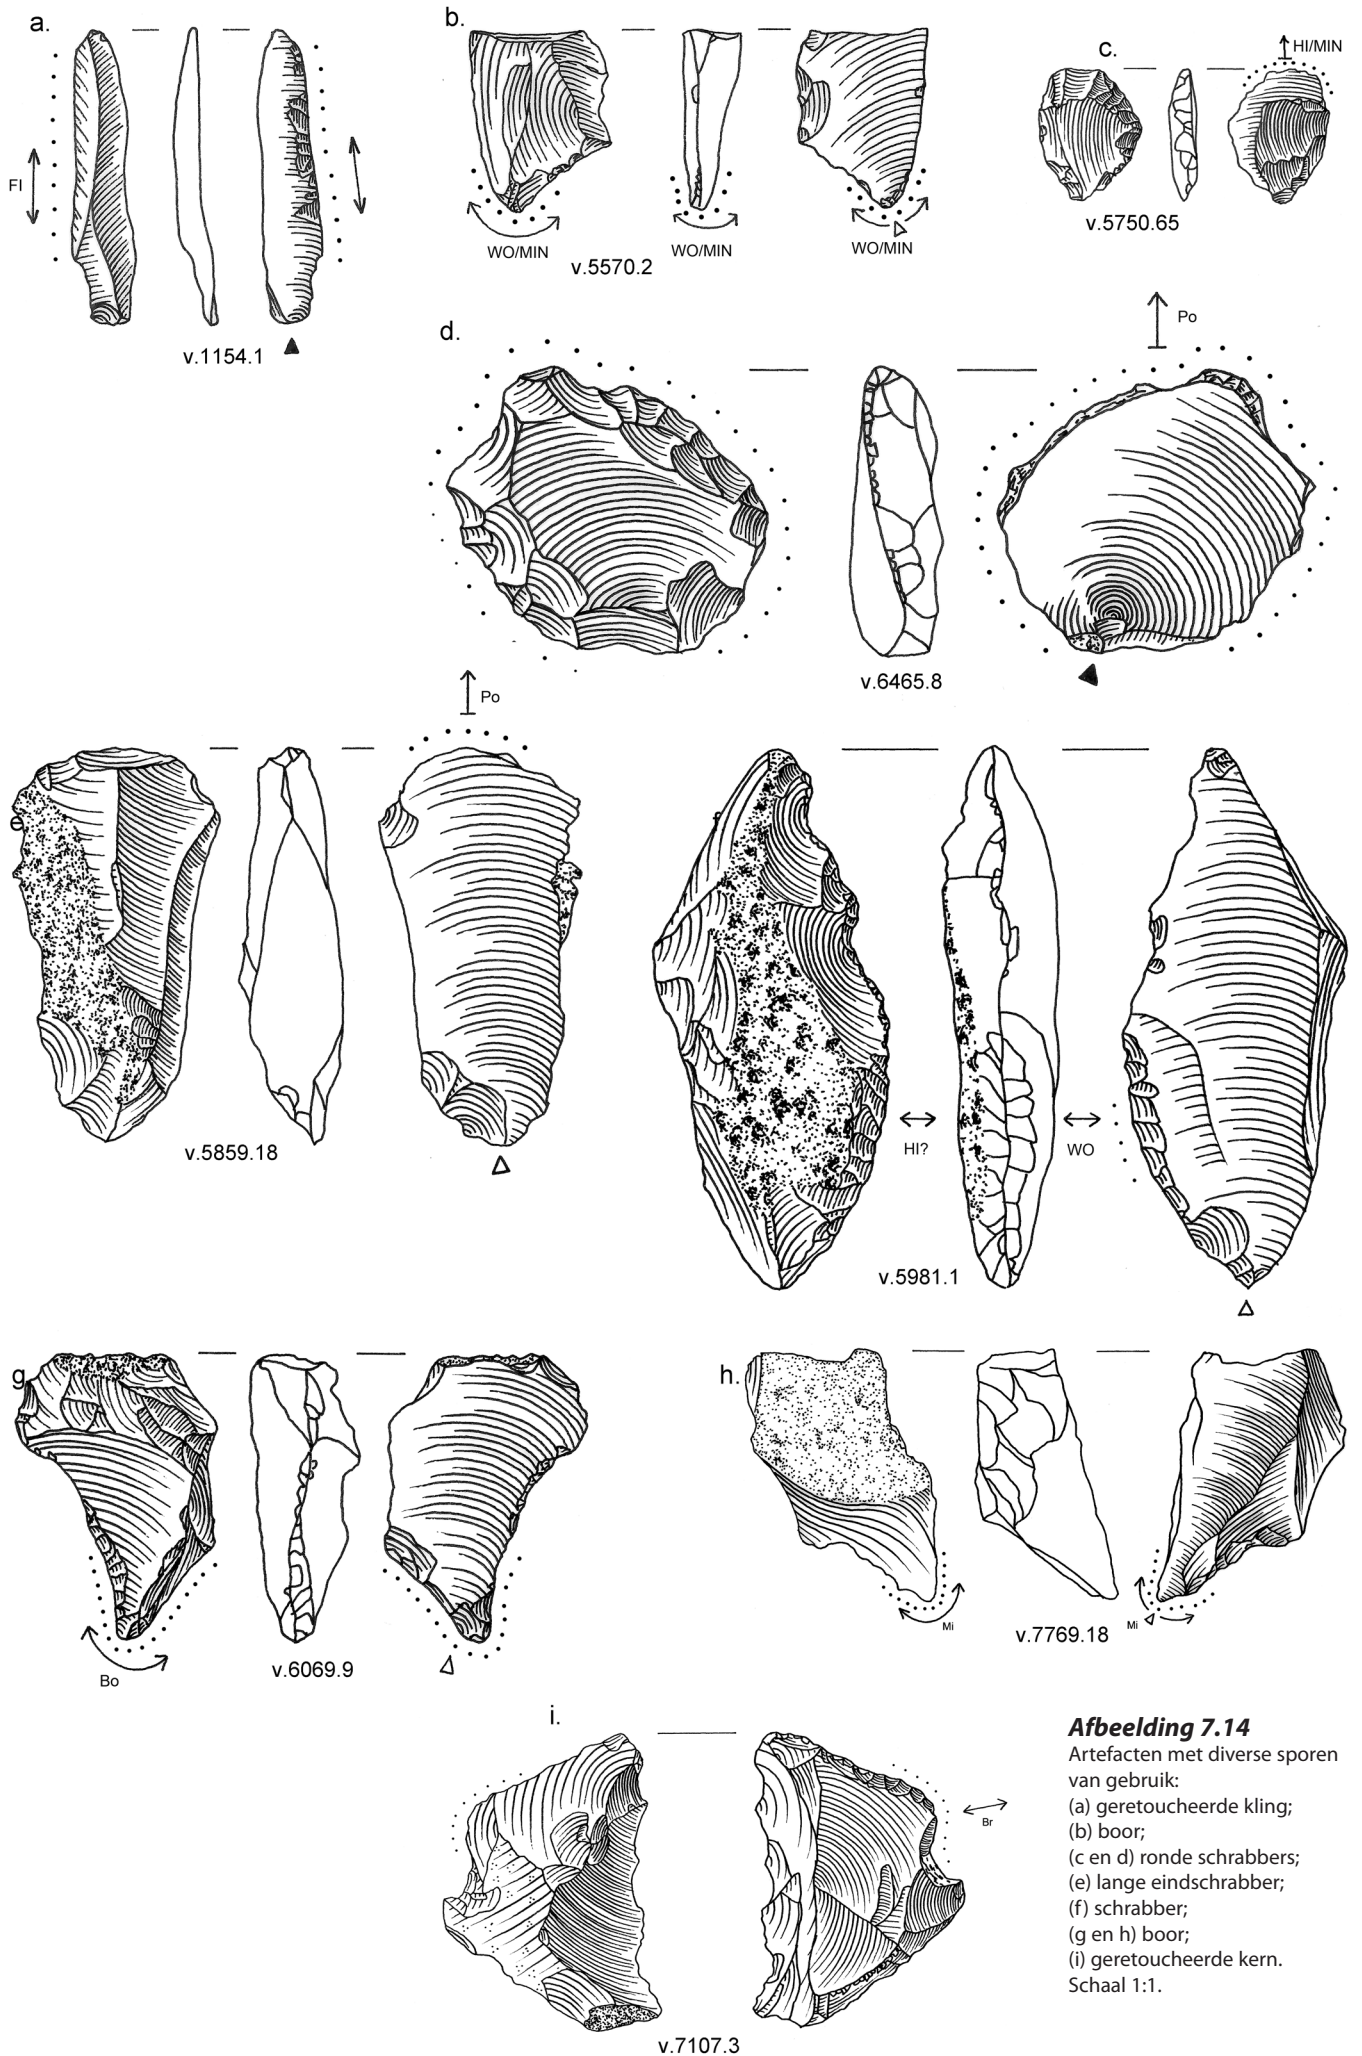 a.
FI
v.1154.1
b.
WO/MIN
WO/MIN
WO/MIN
v.5570.2
c.
HI/MIN
v.5750.65
d.
Po
v.6465.8
e
Po
v.5859.18
HI?
WO
v.5981.1
g.
Bo
v.6069.9
h.
Mi
Mi
v.7769.18
i.
Br
v.7107.3
Afbeelding 7.14
Artefacten met diverse sporen
van gebruik:
(a) geretoucheerde kling;
(b) boor;
(c en d) ronde schrabbers;
(e) lange eindschrabber;
(f) schrabber;
(g en h) boor;
(i) geretoucheerde kern.
Schaal 1:1.